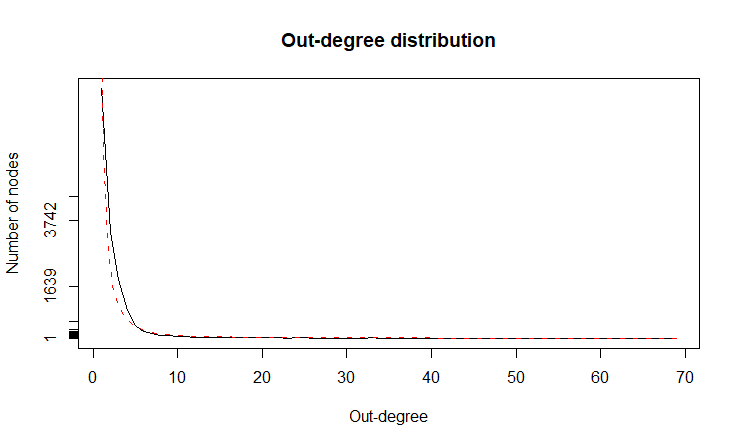 Out-degree distribution
Number of nodes
3742
1639
1
0 10 20 30 40 50 60 70
Out-degree